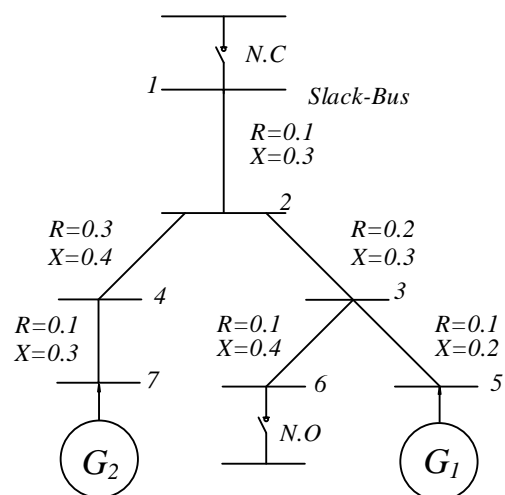 N.C
1
Slack-Bus
R=0.1
X=0.3
2
R=0.3
X=0.4
R=0.2
X=0.3
4
3
R=0.1
X=0.3
R=0.1
X=0.4
R=0.1
X=0.2
7
6
5
N.O
G2
G1